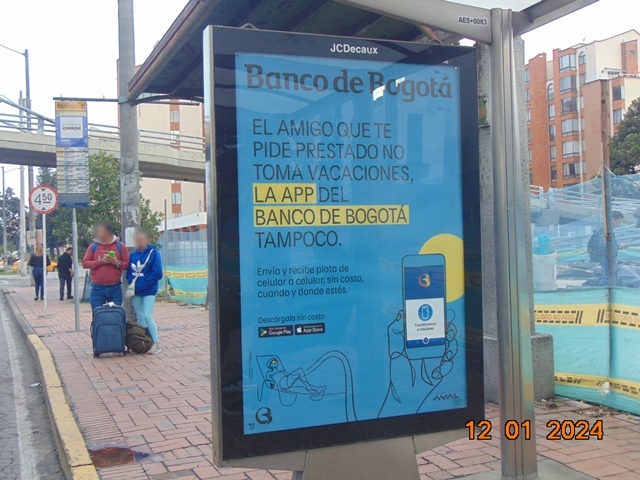 AES+0083
JCDecaux
Banco de Bogotá
EL AMIGO QUE TE
PIDE PRESTADO NO
TOMA VACACIONES,
LA APP DEL
BANCO DE BOGOTÁ
TAMPOCO.
Envía y recibe plata de
celular a celular, sin costo,
cuando y donde estés.
Descárgala sin costo
Google Play
App Store
Transferencia
a celulares
AVAL
4.50
12 01 2024